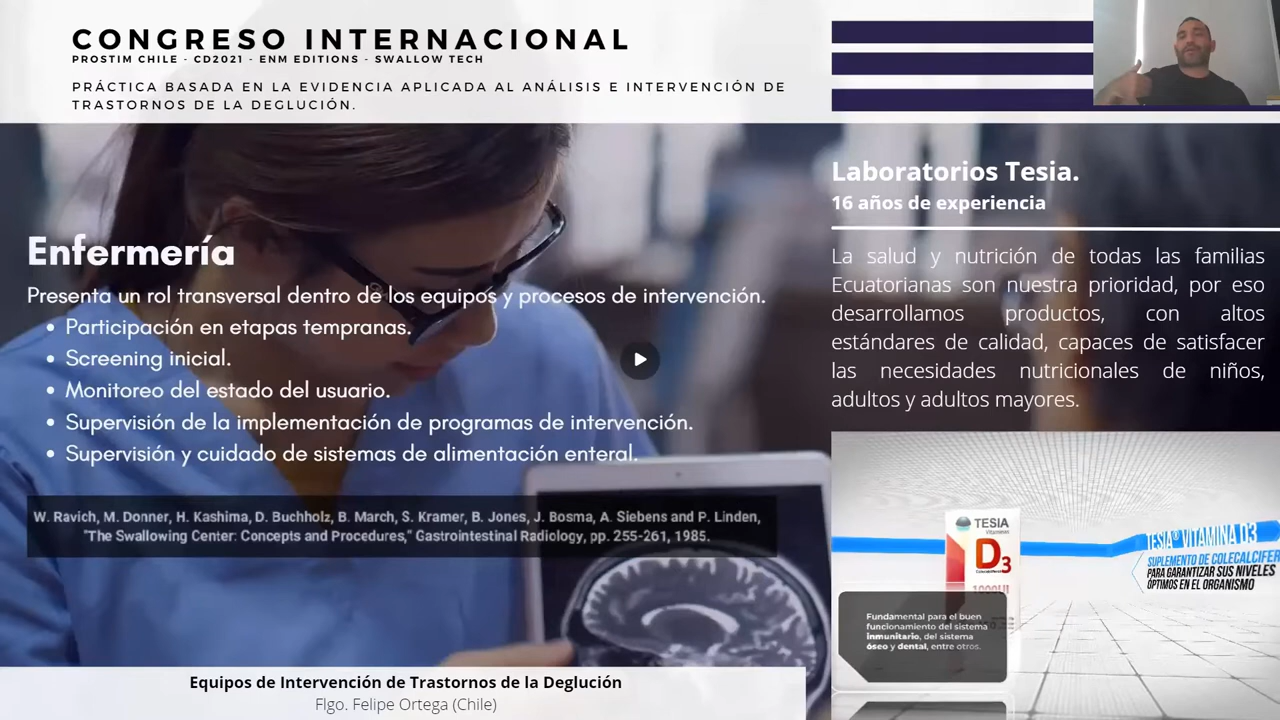 CONGRESO INTERNACIONAL
PROSTIM CHILE - CD2021 - ENM EDITIONS - SWALLOW TECH
PRÁCTICA BASADA EN LA EVIDENCIA APLICADA AL ANÁLISIS E INTERVENCIÓN DE
TRASTORNOS DE LA DEGLUCIÓN.
Enfermería
Presenta un rol transversal dentro de los equipos y procesos de intervención.
• Participación en etapas tempranas.
• Screening inicial.
• Monitoreo del estado del usuario.
• Supervisión de la implementación de programas de intervención.
• Supervisión y cuidado de sistemas de alimentación enteral.
W. Ravich, M. Donner, H. Kashima, D. Buchholz, B. March, S. Kramer, B. Jones, J. Bosma, A. Siebens and P. Linden,
"The Swallowing Center: Concepts and Procedures," Gastrointestinal Radiology, pp. 255-261, 1985.
Equipos de Intervención de Trastornos de la Deglución
Flgo. Felipe Ortega (Chile)
Laboratorios Tesia.
16 años de experiencia
La salud y nutrición de todas las familias
Ecuatorianas son nuestra prioridad, por eso
desarrollamos productos, con altos
estándares de calidad, capaces de satisfacer
las necesidades nutricionales de niños,
adultos y adultos mayores.
TESIA
Vitamina
D3
1000UI
TESIA® VITAMINA D3
SUPLEMENTO DE COLECALCIFER
PARA GARANTIZAR SUS NIVELES
ÓPTIMOS EN EL ORGANISMO
Fundamental para el buen
funcionamiento del sistema
inmunitario, del sistema
óseo y dental, entre otros.